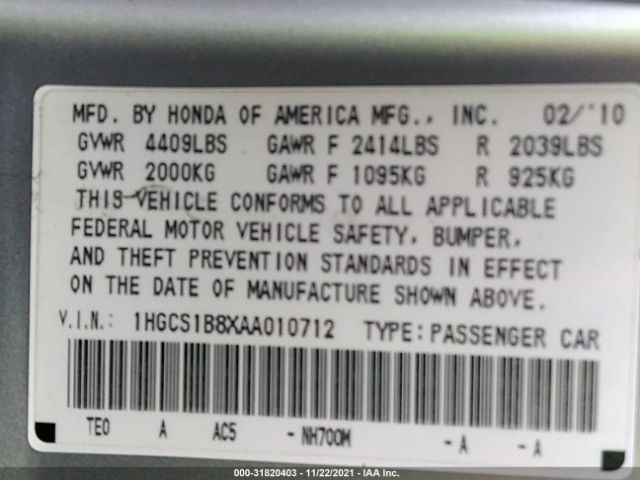 MFD. BY HONDA OF AMERICA MFG., INC. 02/'10
GVWR 4409LBS GAWR F 2414LBS R 2039LBS
GVWR 2000KG GAWR F 1095KG R 925KG
THIS VEHICLE CONFORMS TO ALL APPLICABLE
FEDERAL MOTOR VEHICLE SAFETY, BUMPER,
AND THEFT PREVENTION STANDARDS IN EFFECT
ON THE DATE OF MANUFACTURE SHOWN ABOVE.
V.I.N.: 1HGCS1B8XAA010712 TYPE:PASSENGER CAR
TE0 A AC5 - NH700M - A - A
000-31820403 - 11/22/2021 - IAA Inc.